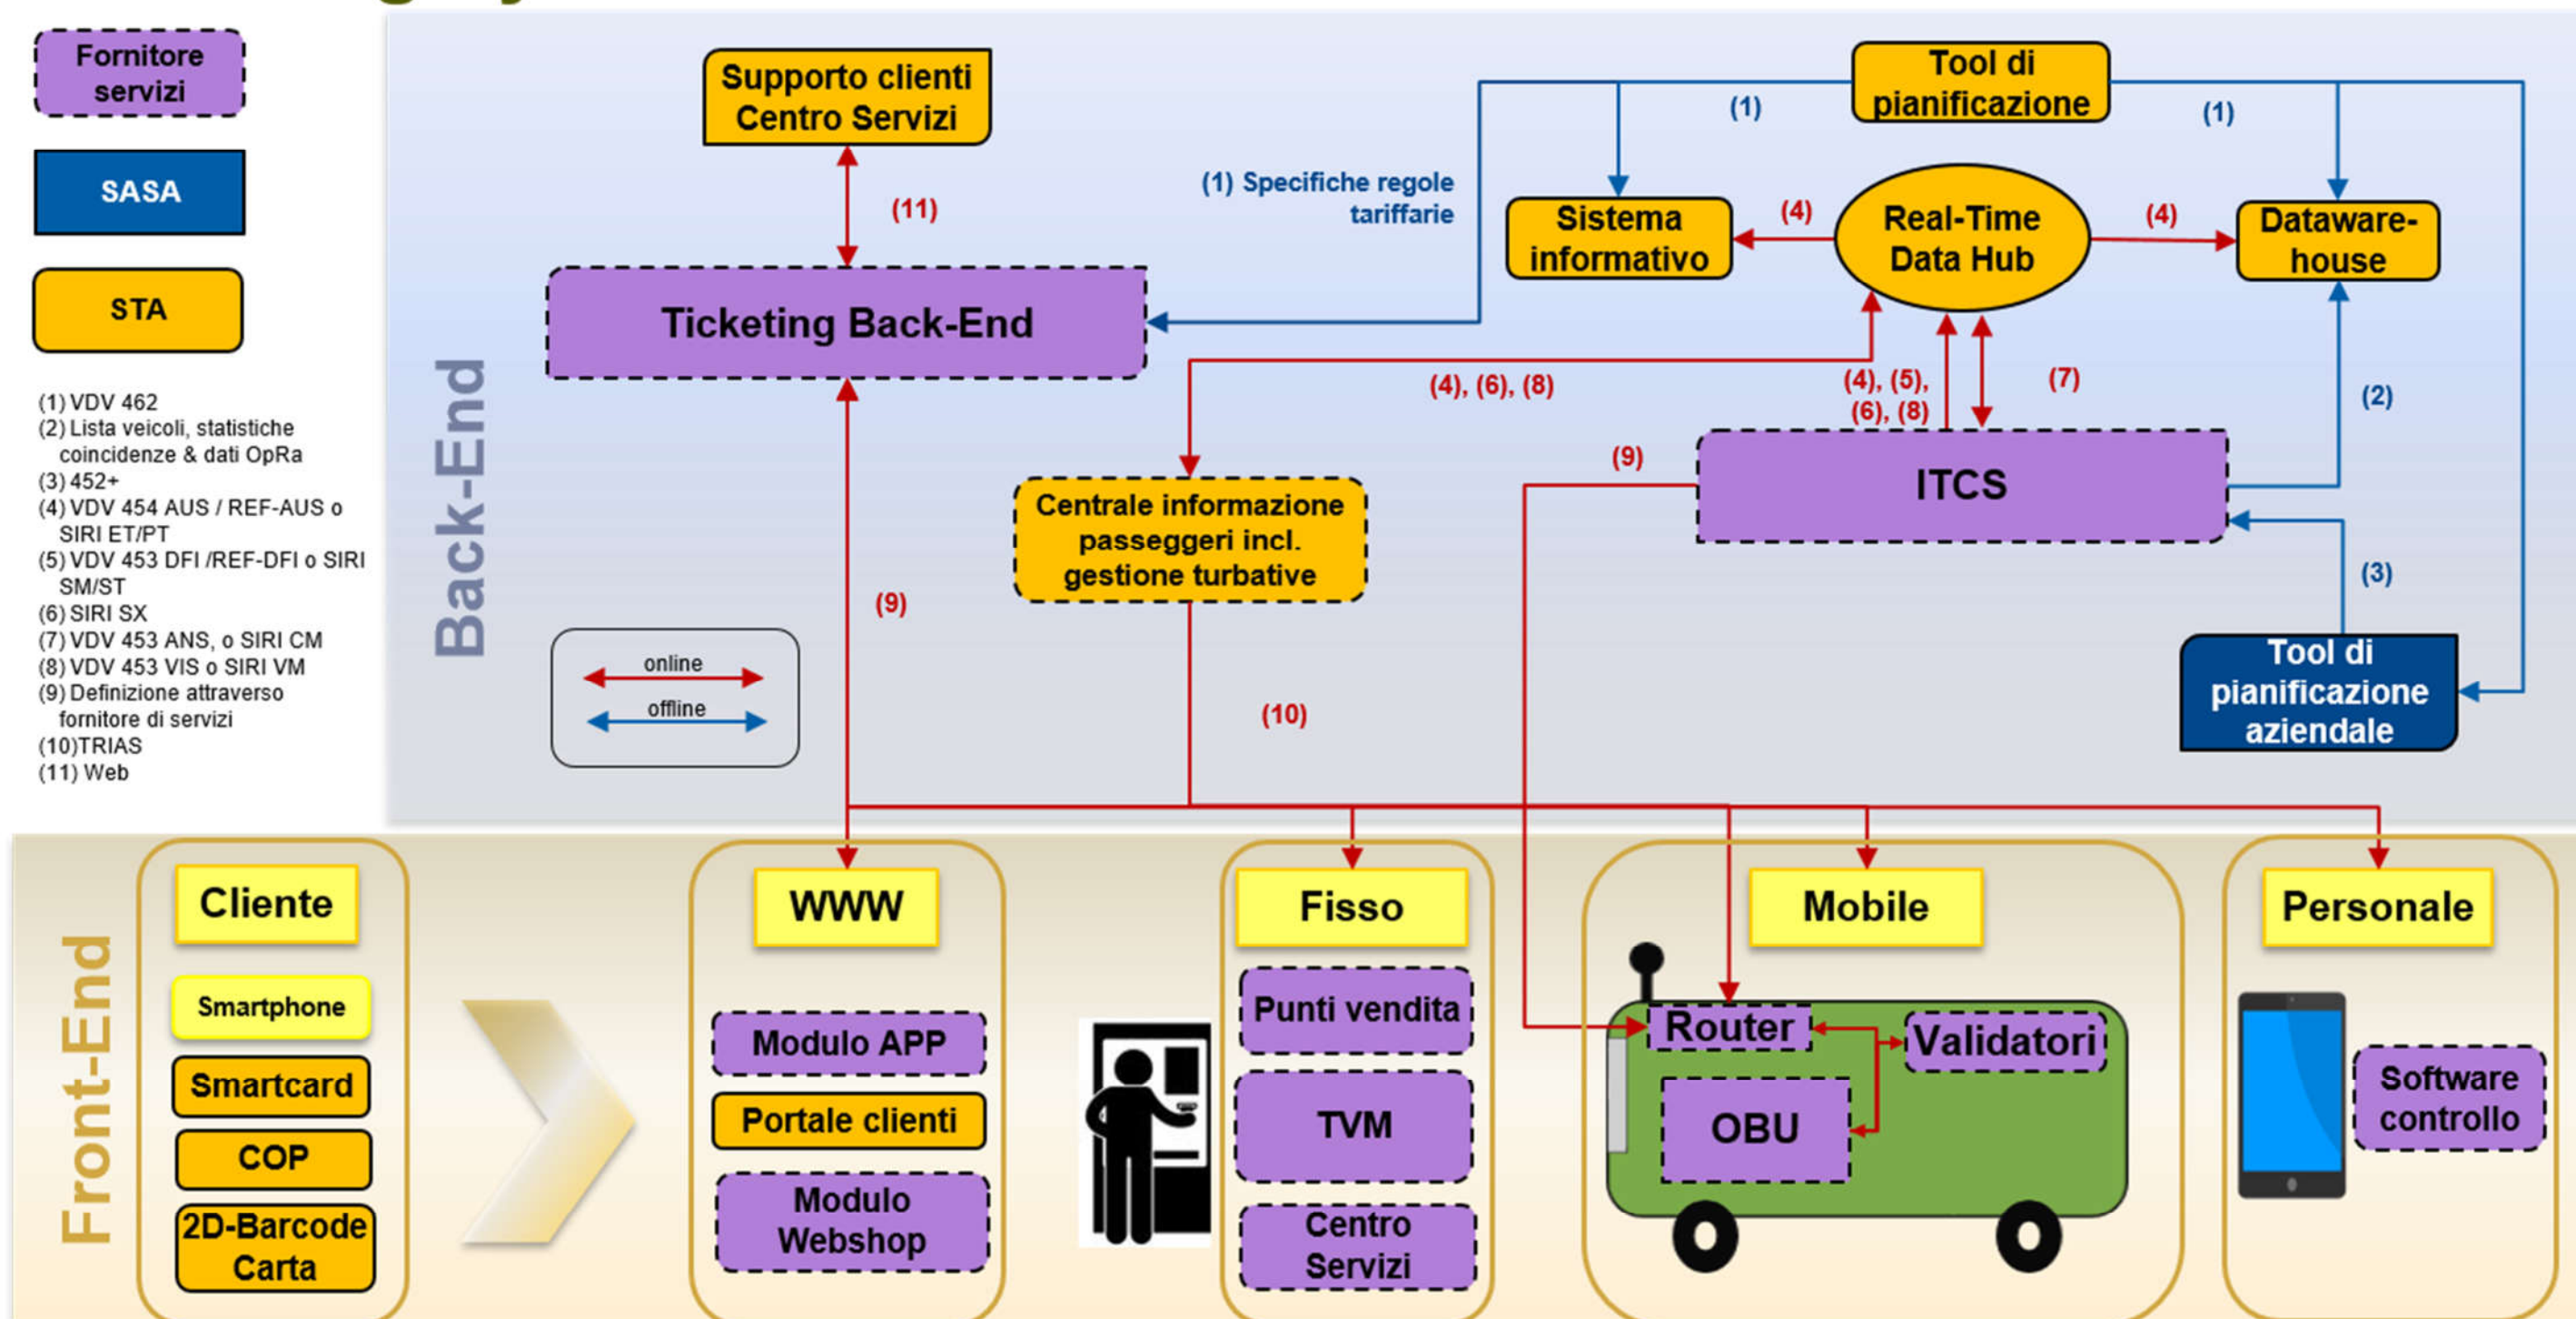 Fornitore
servizi
SASA
STA
(1) VDV 462
(2) Lista veicoli, statistiche
coincidenze & dati OpRa
(3) 452+
(4) VDV 454 AUS / REF-AUS o
SIRI ET/PT
(5) VDV 453 DFI /REF-DFI o SIRI
SM/ST
(6) SIRI SX
(7) VDV 453 ANS, o SIRI CM
(8) VDV 453 VIS o SIRI VM
(9) Definizione attraverso
fornitore di servizi
(10)TRIAS
(11) Web
Back-End
Supporto clienti
Centro Servizi
(11)
Ticketing Back-End
(1) Specifiche regole
tariffarie
Tool di
pianificazione
(1)
(1)
Sistema
informativo
(4)
Real-Time
Data Hub
(4)
Dataware-
house
(4), (6), (8)
(4), (5),
(6), (8)
(7)
(2)
(9)
ITCS
Centrale informazione
passeggeri incl.
gestione turbative
(3)
(9)
Tool di
pianificazione
aziendale
online
offline
(10)
Front-End
Cliente
Smartphone
Smartcard
COP
2D-Barcode
Carta
WWW
Modulo APP
Portale clienti
Modulo
Webshop
Fisso
Punti vendita
TVM
Centro
Servizi
Mobile
Router
Validatori
OBU
Personale
Software
controllo